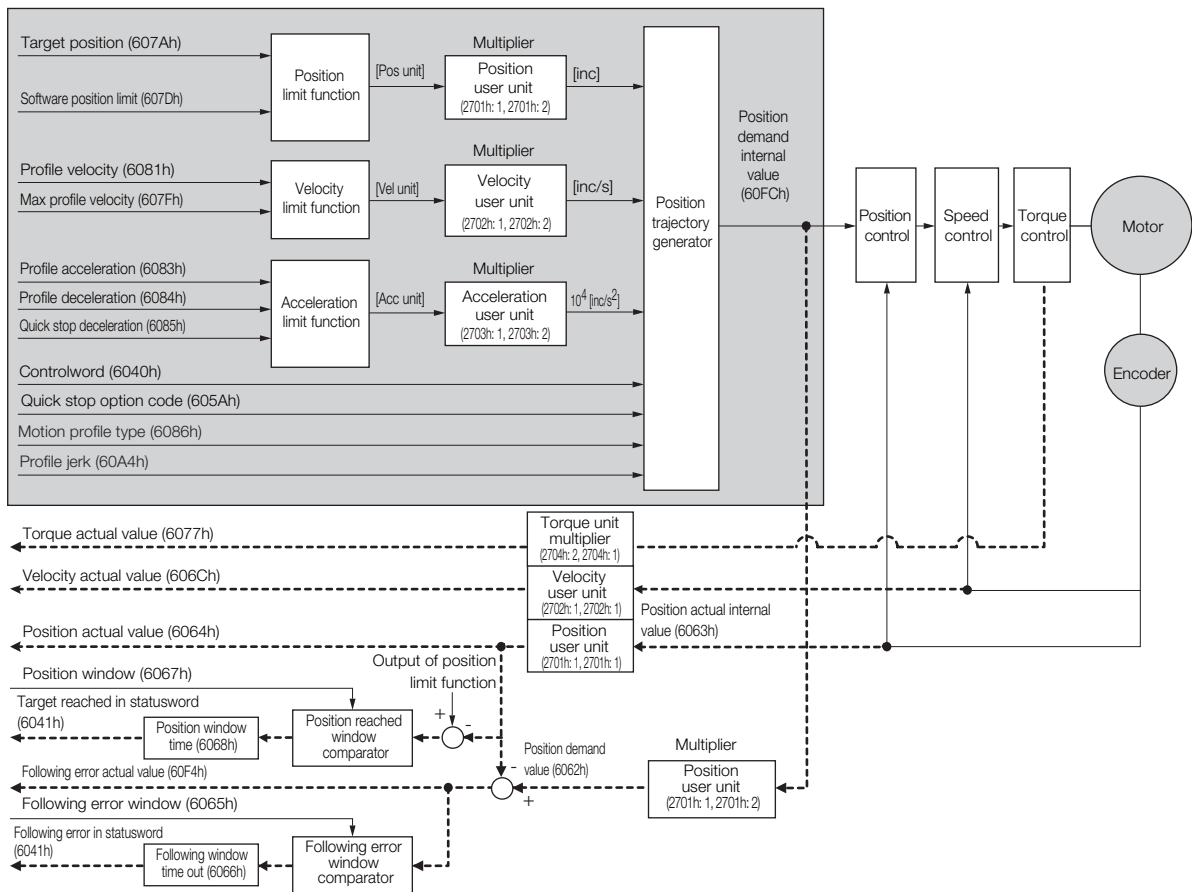 Target position (607Ah)
Software position limit (607Dh)
Position
limit function
[Pos unit]
Multiplier
Position
user unit
(2701h: 1, 2701h: 2)
[inc]
Profile velocity (6081h)
Max profile velocity (607Fh)
Velocity
limit function
[Vel unit]
Multiplier
Velocity
user unit
(2702h: 1, 2702h: 2)
[inc/s]
Profile acceleration (6083h)
Profile deceleration (6084h)
Quick stop deceleration (6085h)
Acceleration
limit function
[Acc unit]
Multiplier
Acceleration
user unit
(2703h: 1, 2703h: 2)
10⁴ [inc/s²]
Controlword (6040h)
Quick stop option code (605Ah)
Motion profile type (6086h)
Profile jerk (60A4h)
Position
trajectory
generator
Position
demand
internal
value
(60FCh)
Position
control
Speed
control
Torque
control
Motor
Encoder
Torque actual value (6077h)
Torque unit
multiplier
(2704h: 2, 2704h: 1)
Velocity actual value (606Ch)
Velocity
user unit
(2702h: 1, 2702h: 1)
Position actual value (6064h)
Position
user unit
(2701h: 1, 2701h: 1)
Position actual internal
value (6063h)
Position window (6067h)
Output of position
limit function
Target reached in statusword
(6041h)
Position window
time (6068h)
Position reached
window
comparator
+
-
Following error actual value (60F4h)
-
+
Position demand
value (6062h)
Multiplier
Position
user unit
(2701h: 1, 2701h: 2)
Following error window (6065h)
Following error in statusword
(6041h)
Following window
time out (6066h)
Following error
window
comparator